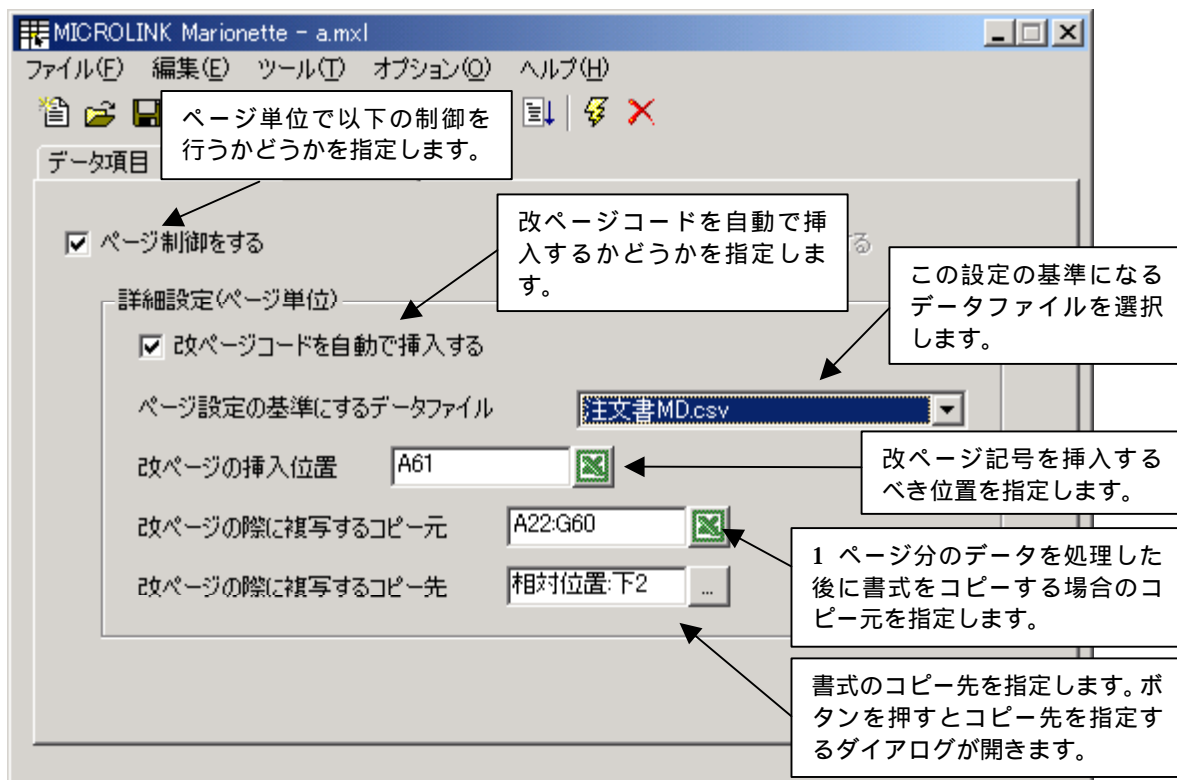 MICROLINK Marionette - a.mxl
ファイル(F) 編集(E) ツール(T) オプション(O) ヘルプ(H)
ページ単位で以下の制御を
行うかどうかを指定します。
データ項目
改ページコードを自動で挿
入するかどうかを指定しま
す。
ページ制御をする
る
この設定の基準になる
データファイルを選択
します。
詳細設定(ページ単位)
改ページコードを自動で挿入する
ページ設定の基準にするデータファイル 注文書MD.csv
改ページの挿入位置 A61
改ページ記号を挿入する
べき位置を指定します。
改ページの際に複写するコピー元 A22:G60
1 ページ分のデータを処理した
後に書式をコピーする場合のコ
ピー元を指定します。
改ページの際に複写するコピー先 相対位置:下2 ...
書式のコピー先を指定します。ボ
タンを押すとコピー先を指定す
るダイアログが開きます。